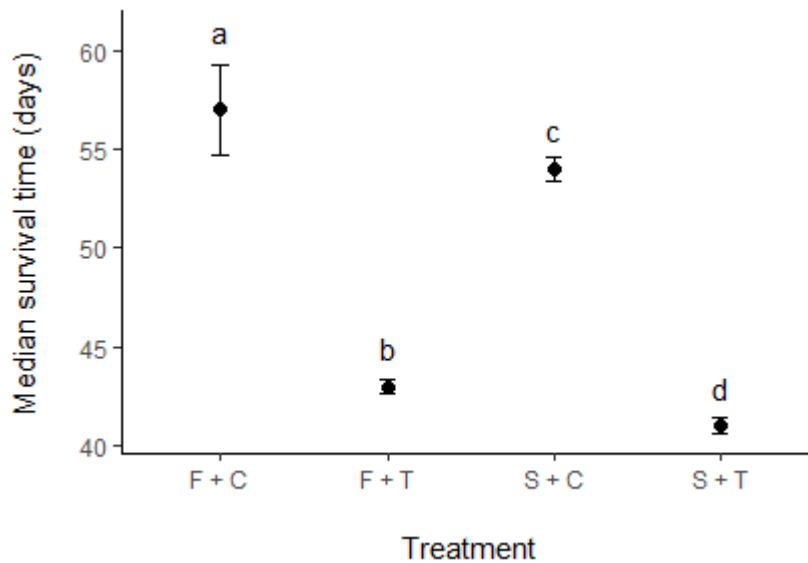 Median survival time (days)
60
55
50
45
40
a
b
c
d
F + C
F + T
S + C
S + T
Treatment